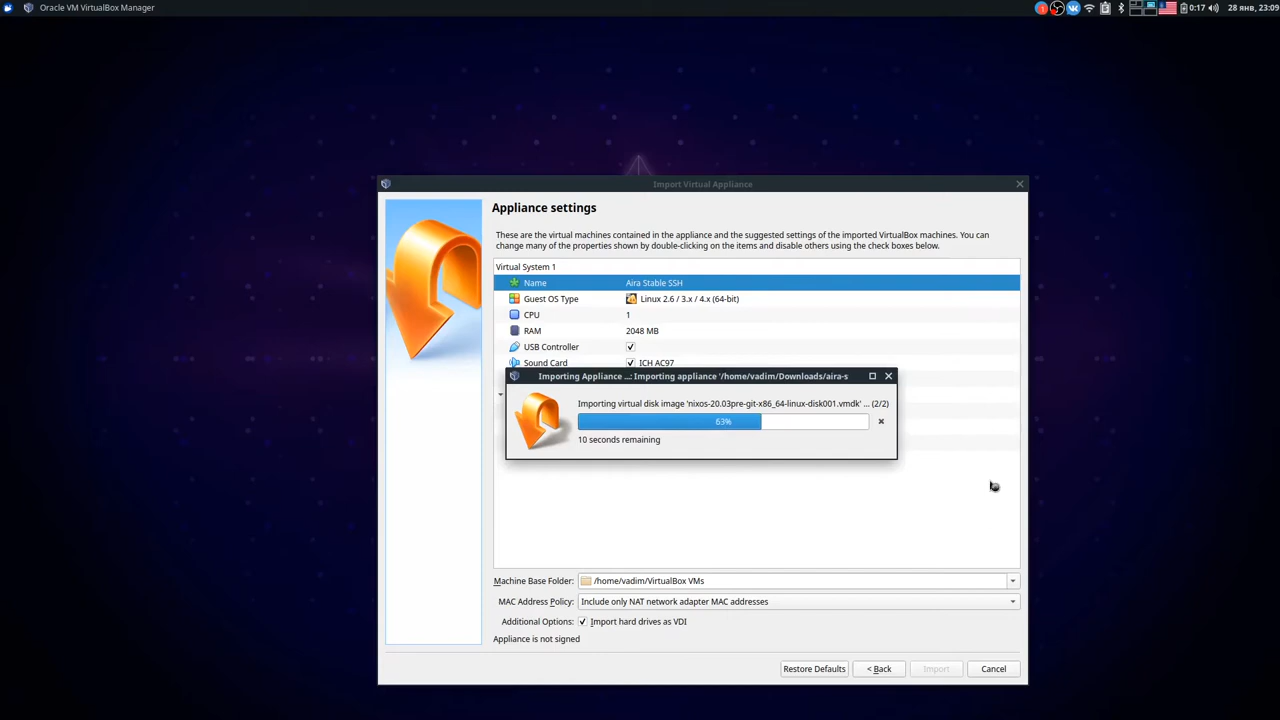 Oracle VM VirtualBox Manager
1
0:17
28 янв, 23:09
Import Virtual Appliance
Appliance settings
These are the virtual machines contained in the appliance and the suggested settings of the imported VirtualBox machines. You can
change many of the properties shown by double-clicking on the items and disable others using the check boxes below.
Virtual System 1
Name Aira Stable SSH
Guest OS Type Linux 2.6 / 3.x / 4.x (64-bit)
CPU 1
RAM 2048 MB
USB Controller
Sound Card ICH AC97
Importing Appliance ...: Importing appliance '/home/vadim/Downloads/aira-s
Importing virtual disk image 'nixos-20.03pre-git-x86_64-linux-disk001.vmdk' ... (2/2)
63%
10 seconds remaining
Machine Base Folder: /home/vadim/VirtualBox VMs
MAC Address Policy: Include only NAT network adapter MAC addresses
Additional Options: Import hard drives as VDI
Appliance is not signed
Restore Defaults < Back Import Cancel